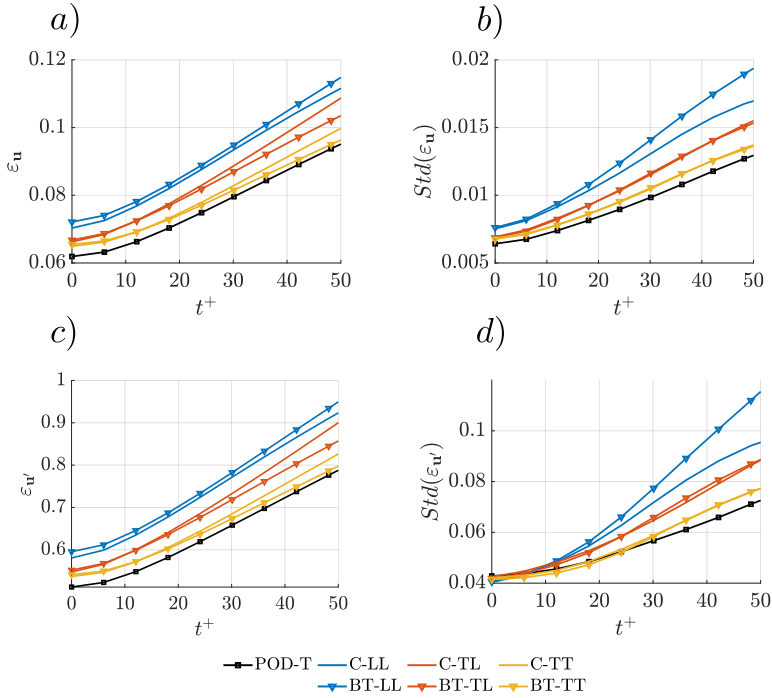 a)
b)
0.12
0.1
0.08
0.06
ε_u
0 10 20 30 40 50
t^+
0.02
0.015
0.01
0.005
Std(ε_u)
0 10 20 30 40 50
t^+
c)
d)
1
0.9
0.8
0.7
0.6
ε_u'
0 10 20 30 40 50
t^+
0.1
0.08
0.06
0.04
Std(ε_u')
0 10 20 30 40 50
t^+
POD-T C-LL C-TL C-TT
BT-LL BT-TL BT-TT